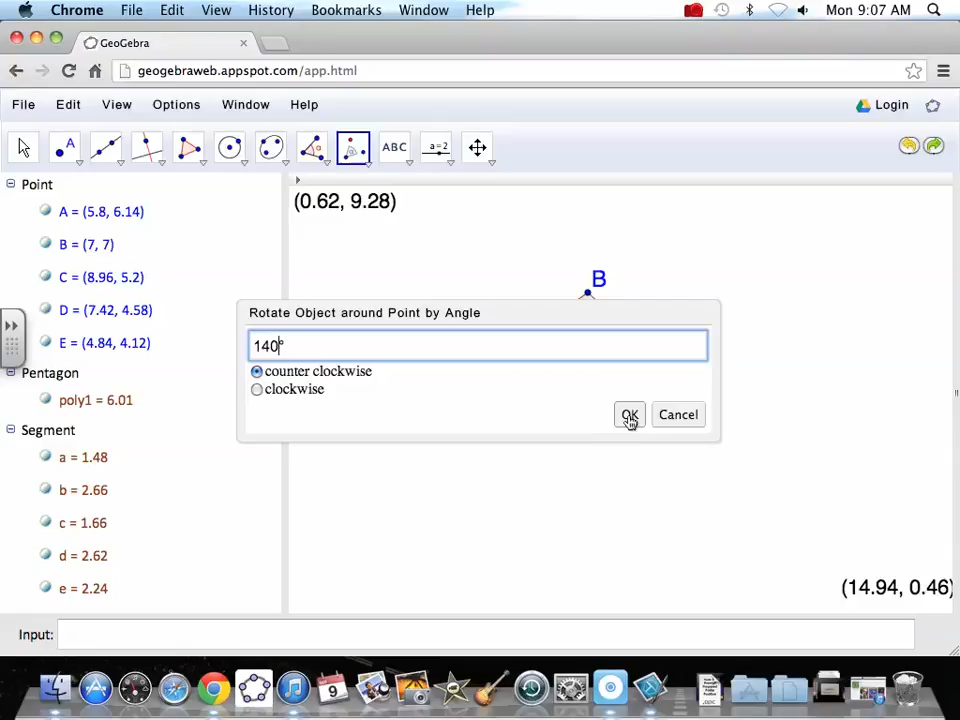 Chrome File Edit View History Bookmarks Window Help Mon 9:07 AM
GeoGebra
geogebraweb.appspot.com/app.html
File Edit View Options Window Help Login
A ABC a=2
Point
A = (5.8, 6.14)
B = (7, 7)
C = (8.96, 5.2)
D = (7.42, 4.58)
E = (4.84, 4.12)
Pentagon
poly1 = 6.01
Segment
a = 1.48
b = 2.66
c = 1.66
d = 2.62
e = 2.24
(0.62, 9.28)
B
Rotate Object around Point by Angle
140°
counter clockwise
clockwise
OK Cancel
(14.94, 0.46)
Input:
9